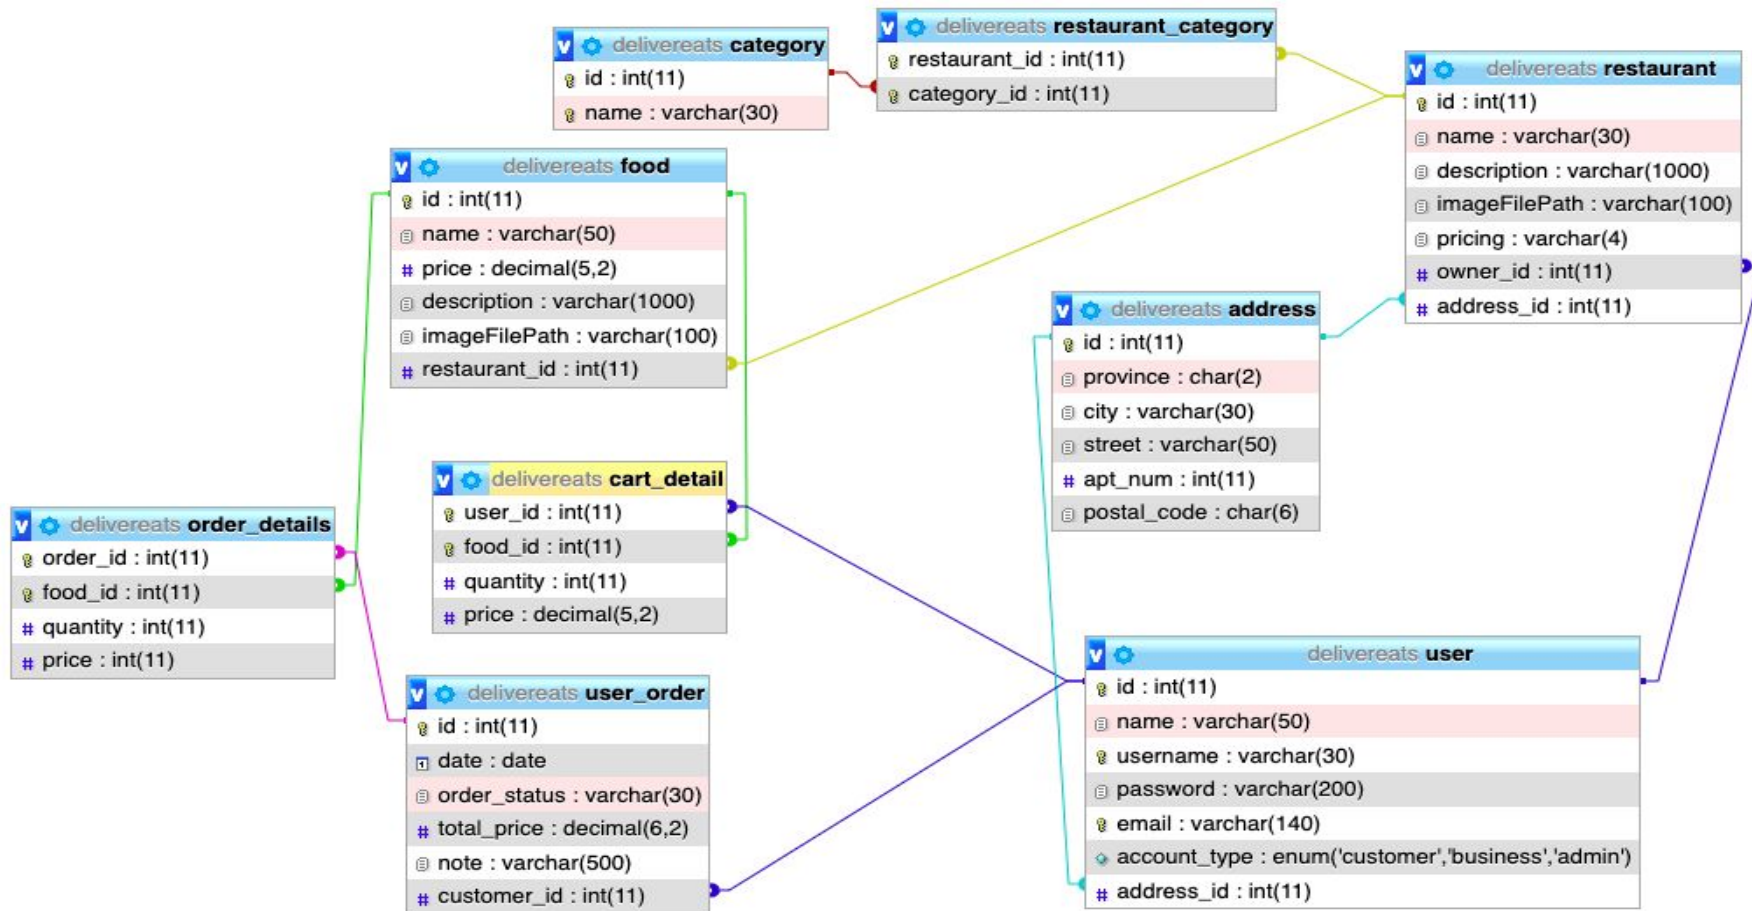 delivereats category
id : int(11)
name : varchar(30)
delivereats restaurant_category
restaurant_id : int(11)
category_id : int(11)
delivereats restaurant
id : int(11)
name : varchar(30)
description : varchar(1000)
imageFilePath : varchar(100)
pricing : varchar(4)
# owner_id : int(11)
# address_id : int(11)
delivereats food
id : int(11)
name : varchar(50)
# price : decimal(5,2)
description : varchar(1000)
imageFilePath : varchar(100)
# restaurant_id : int(11)
delivereats address
id : int(11)
province : char(2)
city : varchar(30)
street : varchar(50)
# apt_num : int(11)
postal_code : char(6)
delivereats cart_detail
user_id : int(11)
food_id : int(11)
# quantity : int(11)
# price : decimal(5,2)
delivereats order_details
order_id : int(11)
food_id : int(11)
# quantity : int(11)
# price : int(11)
delivereats user_order
id : int(11)
date : date
order_status : varchar(30)
# total_price : decimal(6,2)
note : varchar(500)
# customer_id : int(11)
delivereats user
id : int(11)
name : varchar(50)
username : varchar(30)
password : varchar(200)
email : varchar(140)
account_type : enum('customer','business','admin')
# address_id : int(11)